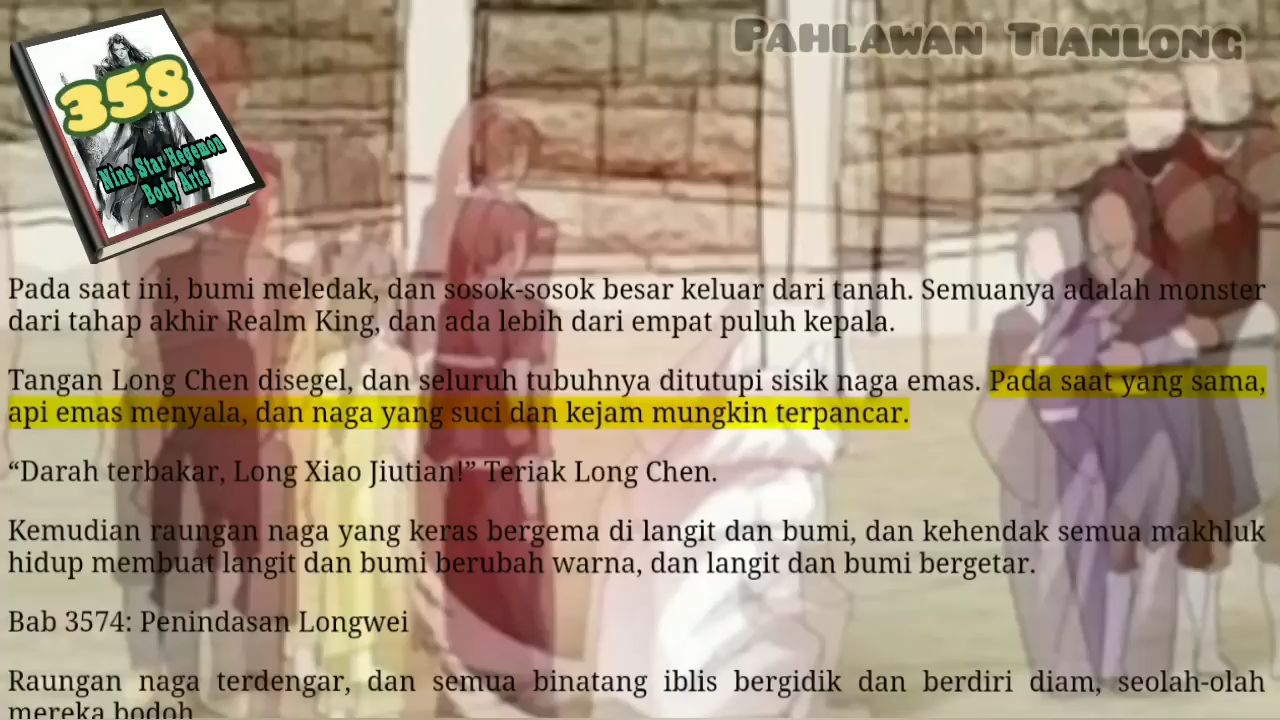 Pahlawan Tianlong
358
Nine Star Hegemon
Body Arts
Pada saat ini, bumi meledak, dan sosok-sosok besar keluar dari tanah. Semuanya adalah monster
dari tahap akhir Realm King, dan ada lebih dari empat puluh kepala.
Tangan Long Chen disegel, dan seluruh tubuhnya ditutupi sisik naga emas. Pada saat yang sama,
api emas menyala, dan naga yang suci dan kejam mungkin terpancar.
“Darah terbakar, Long Xiao Jiutian!” Teriak Long Chen.
Kemudian raungan naga yang keras bergema di langit dan bumi, dan kehendak semua makhluk
hidup membuat langit dan bumi berubah warna, dan langit dan bumi bergetar.
Bab 3574: Penindasan Longwei
Raungan naga terdengar, dan semua binatang iblis bergidik dan berdiri diam, seolah-olah
mereka bodoh